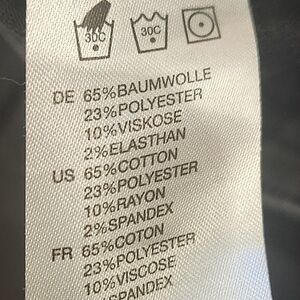 30C 30C
DE 65%BAUMWOLLE
23%POLYESTER
10%VISKOSE
2%ELASTHAN
US 65%COTTON
23%POLYESTER
10%RAYON
2%SPANDEX
FR 65%COTON
23%POLYESTER
10%VISCOSE
SPANDEX